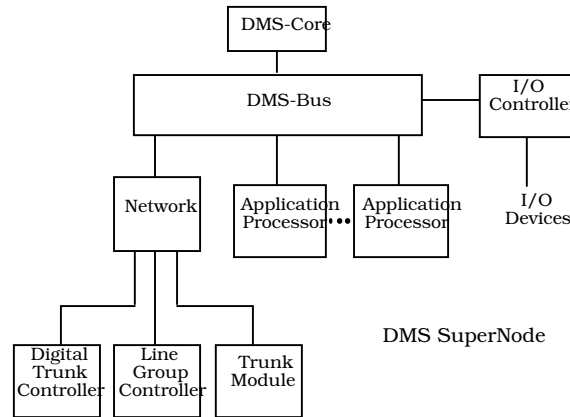 DMS-Core
DMS-Bus
I/O
Controller
Network
Application
Processor
Application
Processor
I/O
Devices
DMS SuperNode
Digital
Trunk
Controller
Line
Group
Controller
Trunk
Module